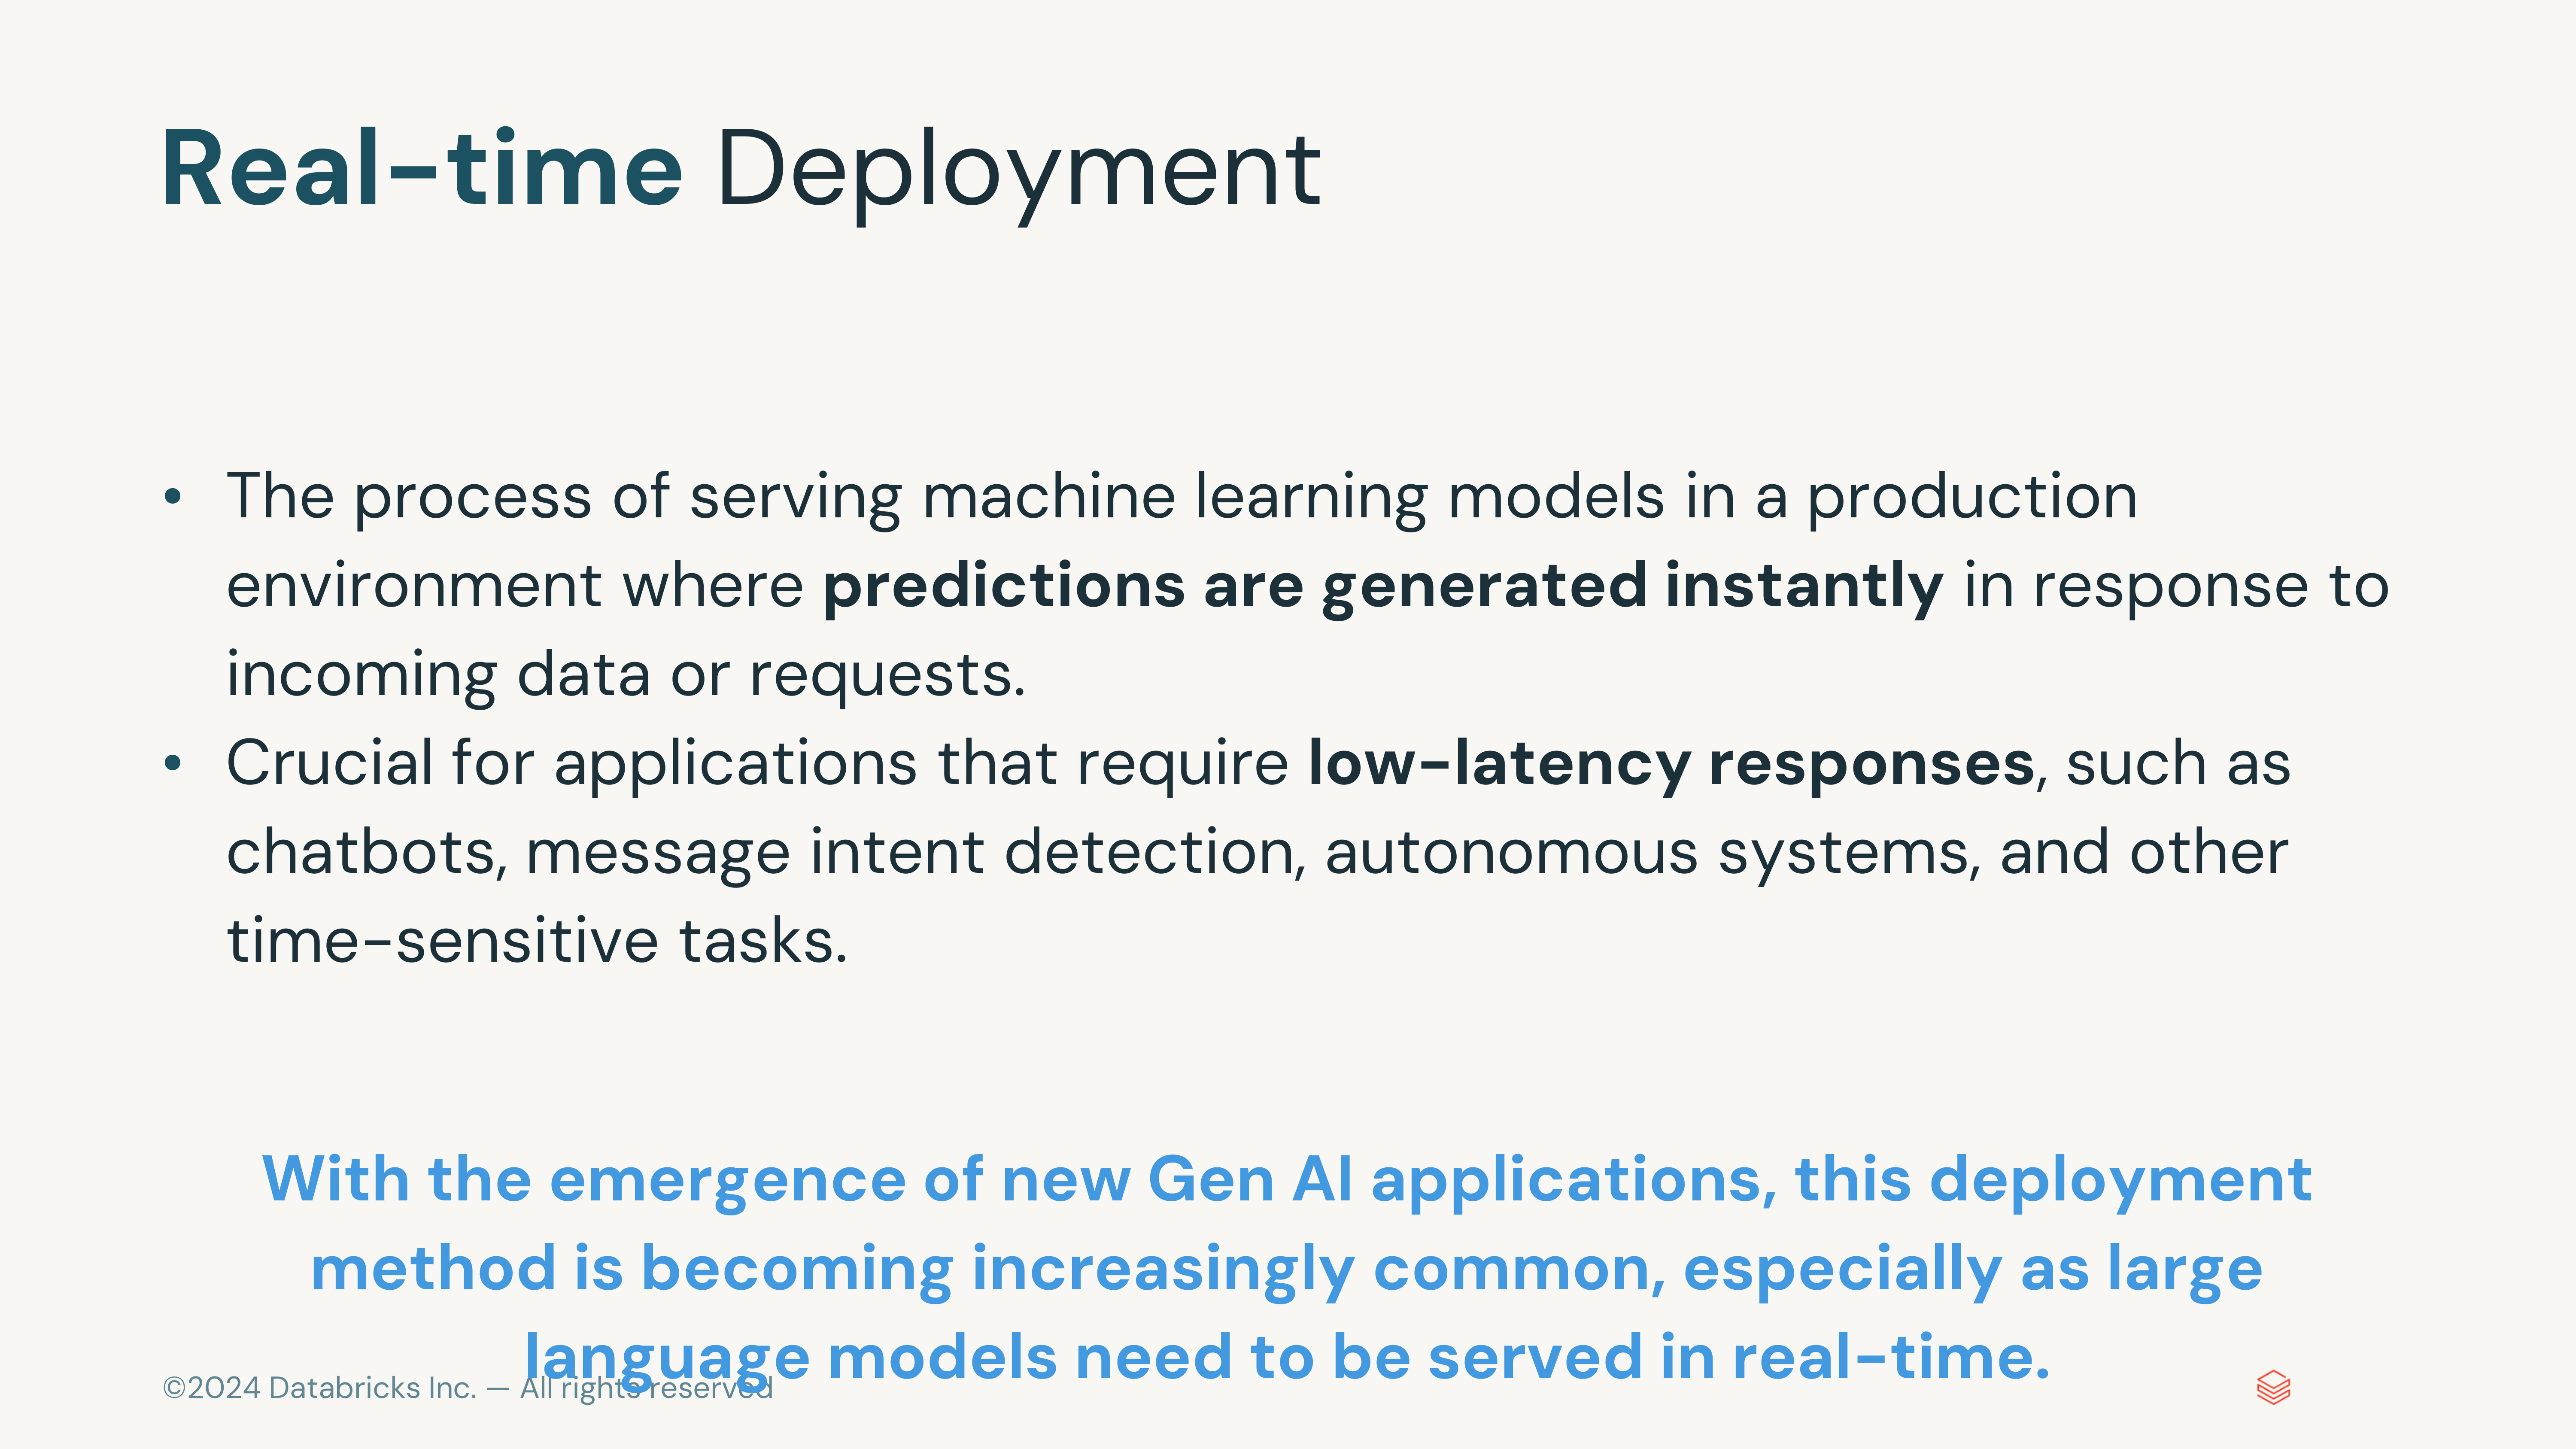 Real-time Deployment
• The process of serving machine learning models in a production
environment where predictions are generated instantly in response to
incoming data or requests.
• Crucial for applications that require low-latency responses, such as
chatbots, message intent detection, autonomous systems, and other
time-sensitive tasks.
With the emergence of new Gen AI applications, this deployment
method is becoming increasingly common, especially as large
language models need to be served in real-time.
©2024 Databricks Inc. — All rights reserved